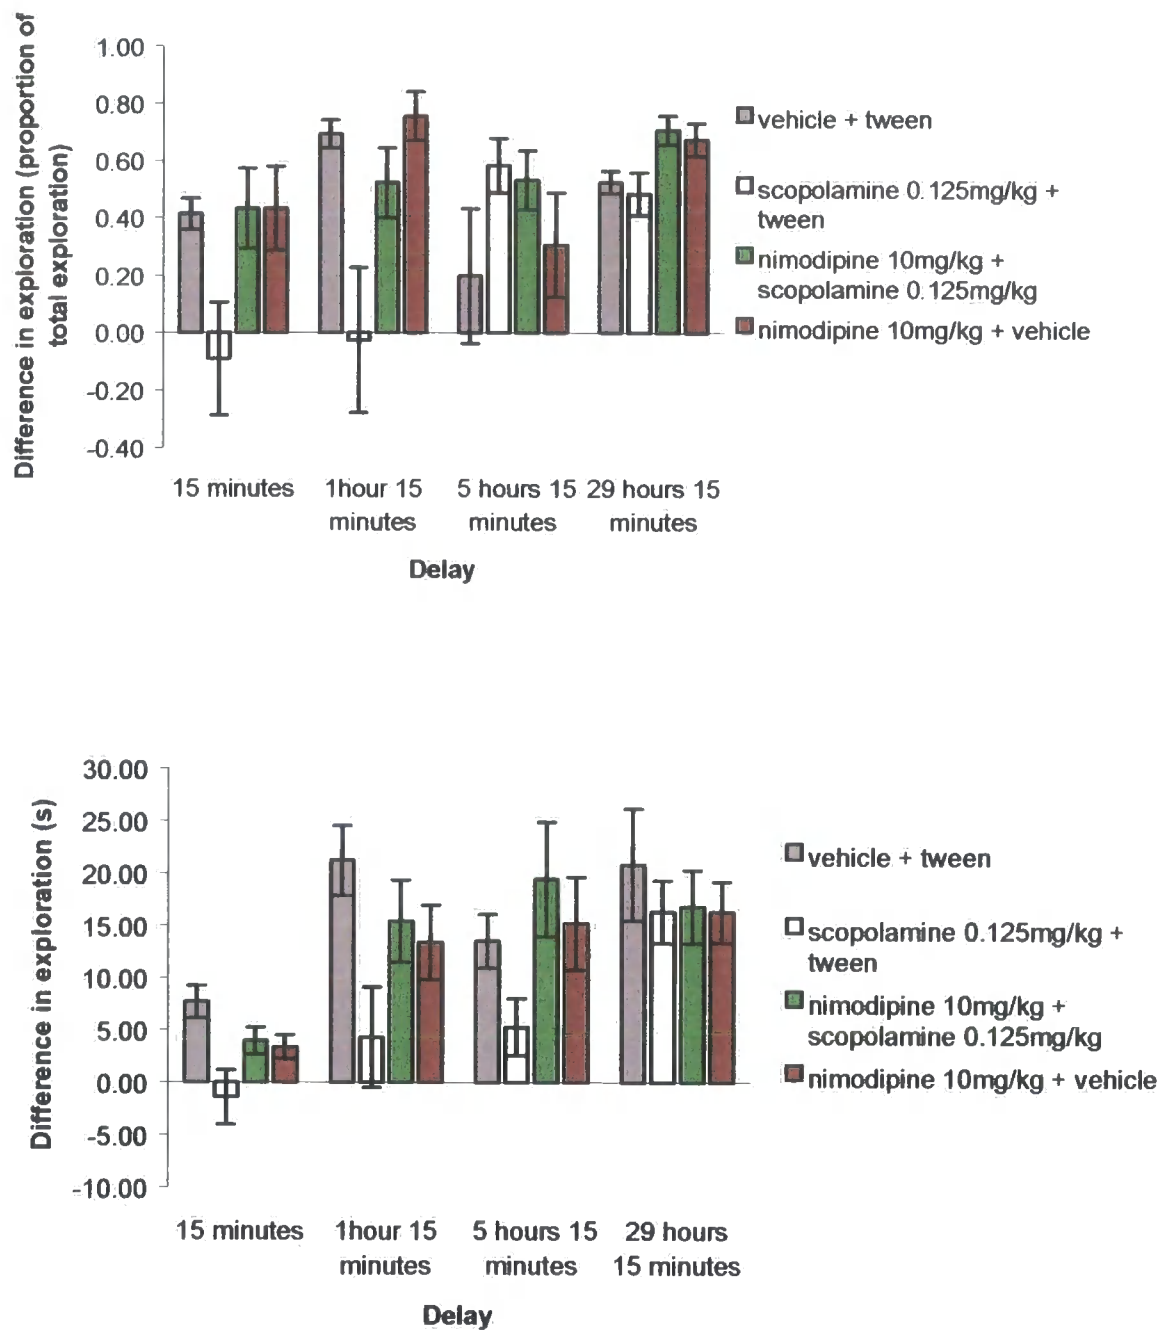 Difference in exploration (proportion of
total exploration)
1.00
0.80
0.60
0.40
0.20
0.00
-0.20
-0.40
15 minutes
1hour 15
minutes
5 hours 15
minutes
29 hours 15
minutes
Delay
vehicle + tween
scopolamine 0.125mg/kg +
tween
nimodipine 10mg/kg +
scopolamine 0.125mg/kg
nimodipine 10mg/kg + vehicle
Difference in exploration (s)
30.00
25.00
20.00
15.00
10.00
5.00
0.00
-5.00
-10.00
15 minutes
1hour 15
minutes
5 hours 15
minutes
29 hours
15 minutes
Delay
vehicle + tween
scopolamine 0.125mg/kg +
tween
nimodipine 10mg/kg +
scopolamine 0.125mg/kg
nimodipine 10mg/kg + vehicle